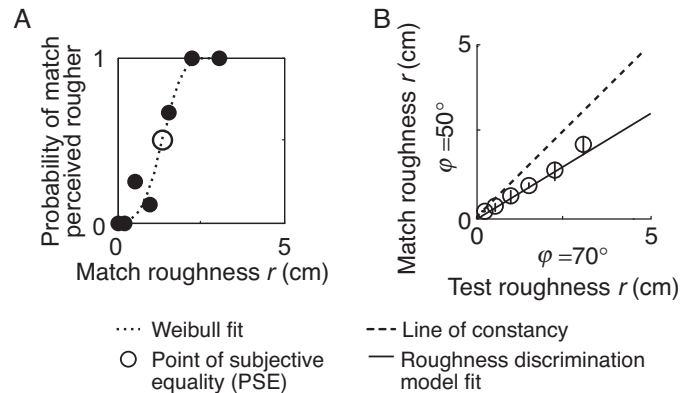 A
Probability of match
perceived rougher
1
0
0
5
Match roughness r (cm)
B
Match roughness r (cm)
φ =50°
5
0
0
5
φ =70°
Test roughness r (cm)
Weibull fit
Point of subjective
equality (PSE)
Line of constancy
Roughness discrimination
model fit